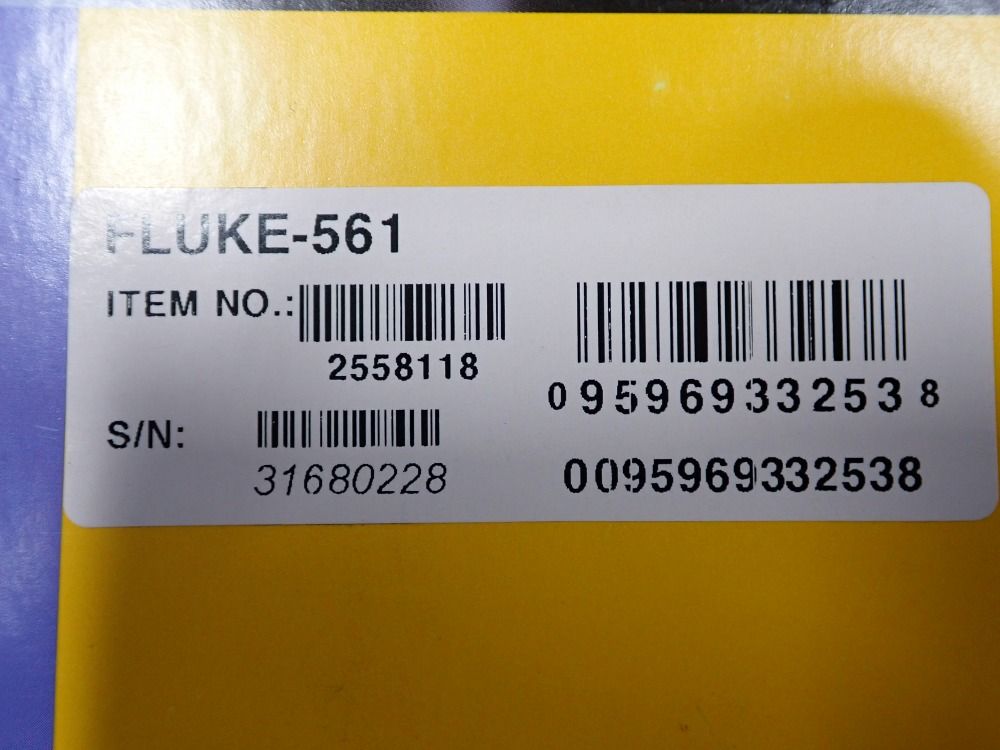 FLUKE-561
ITEM NO.:
2558118
S/N:
31680228
0 95969 33253 8
0095969332538